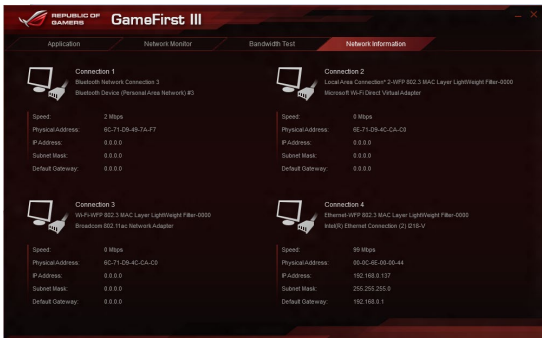 REPUBLIC OF GAMERS
GameFirst III
Application
Network Monitor
Bandwidth Test
Network Information
Connection 1
Bluetooth Network Connection 3
Bluetooth Device (Personal Area Network) #3
Speed: 2 Mbps
Physical Address: 6C-71-D9-49-7A-F7
IP Address: 0.0.0.0
Subnet Mask: 0.0.0.0
Default Gateway: 0.0.0.0
Connection 2
Local Area Connection* 2-WFP 802.3 MAC Layer LightWeight Filter-0000
Microsoft Wi-Fi Direct Virtual Adapter
Speed: 0 Mbps
Physical Address: 6E-71-D9-4C-CA-C0
IP Address: 0.0.0.0
Subnet Mask: 0.0.0.0
Default Gateway: 0.0.0.0
Connection 3
Wi-Fi-WFP 802.3 MAC Layer LightWeight Filter-0000
Broadcom 802.11ac Network Adapter
Speed: 0 Mbps
Physical Address: 6C-71-D9-4C-CA-C0
IP Address: 0.0.0.0
Subnet Mask: 0.0.0.0
Default Gateway: 0.0.0.0
Connection 4
Ethernet-WFP 802.3 MAC Layer LightWeight Filter-0000
Intel(R) Ethernet Connection (2) I218-V
Speed: 99 Mbps
Physical Address: 00-0C-6E-00-00-44
IP Address: 192.168.0.137
Subnet Mask: 255.255.255.0
Default Gateway: 192.168.0.1